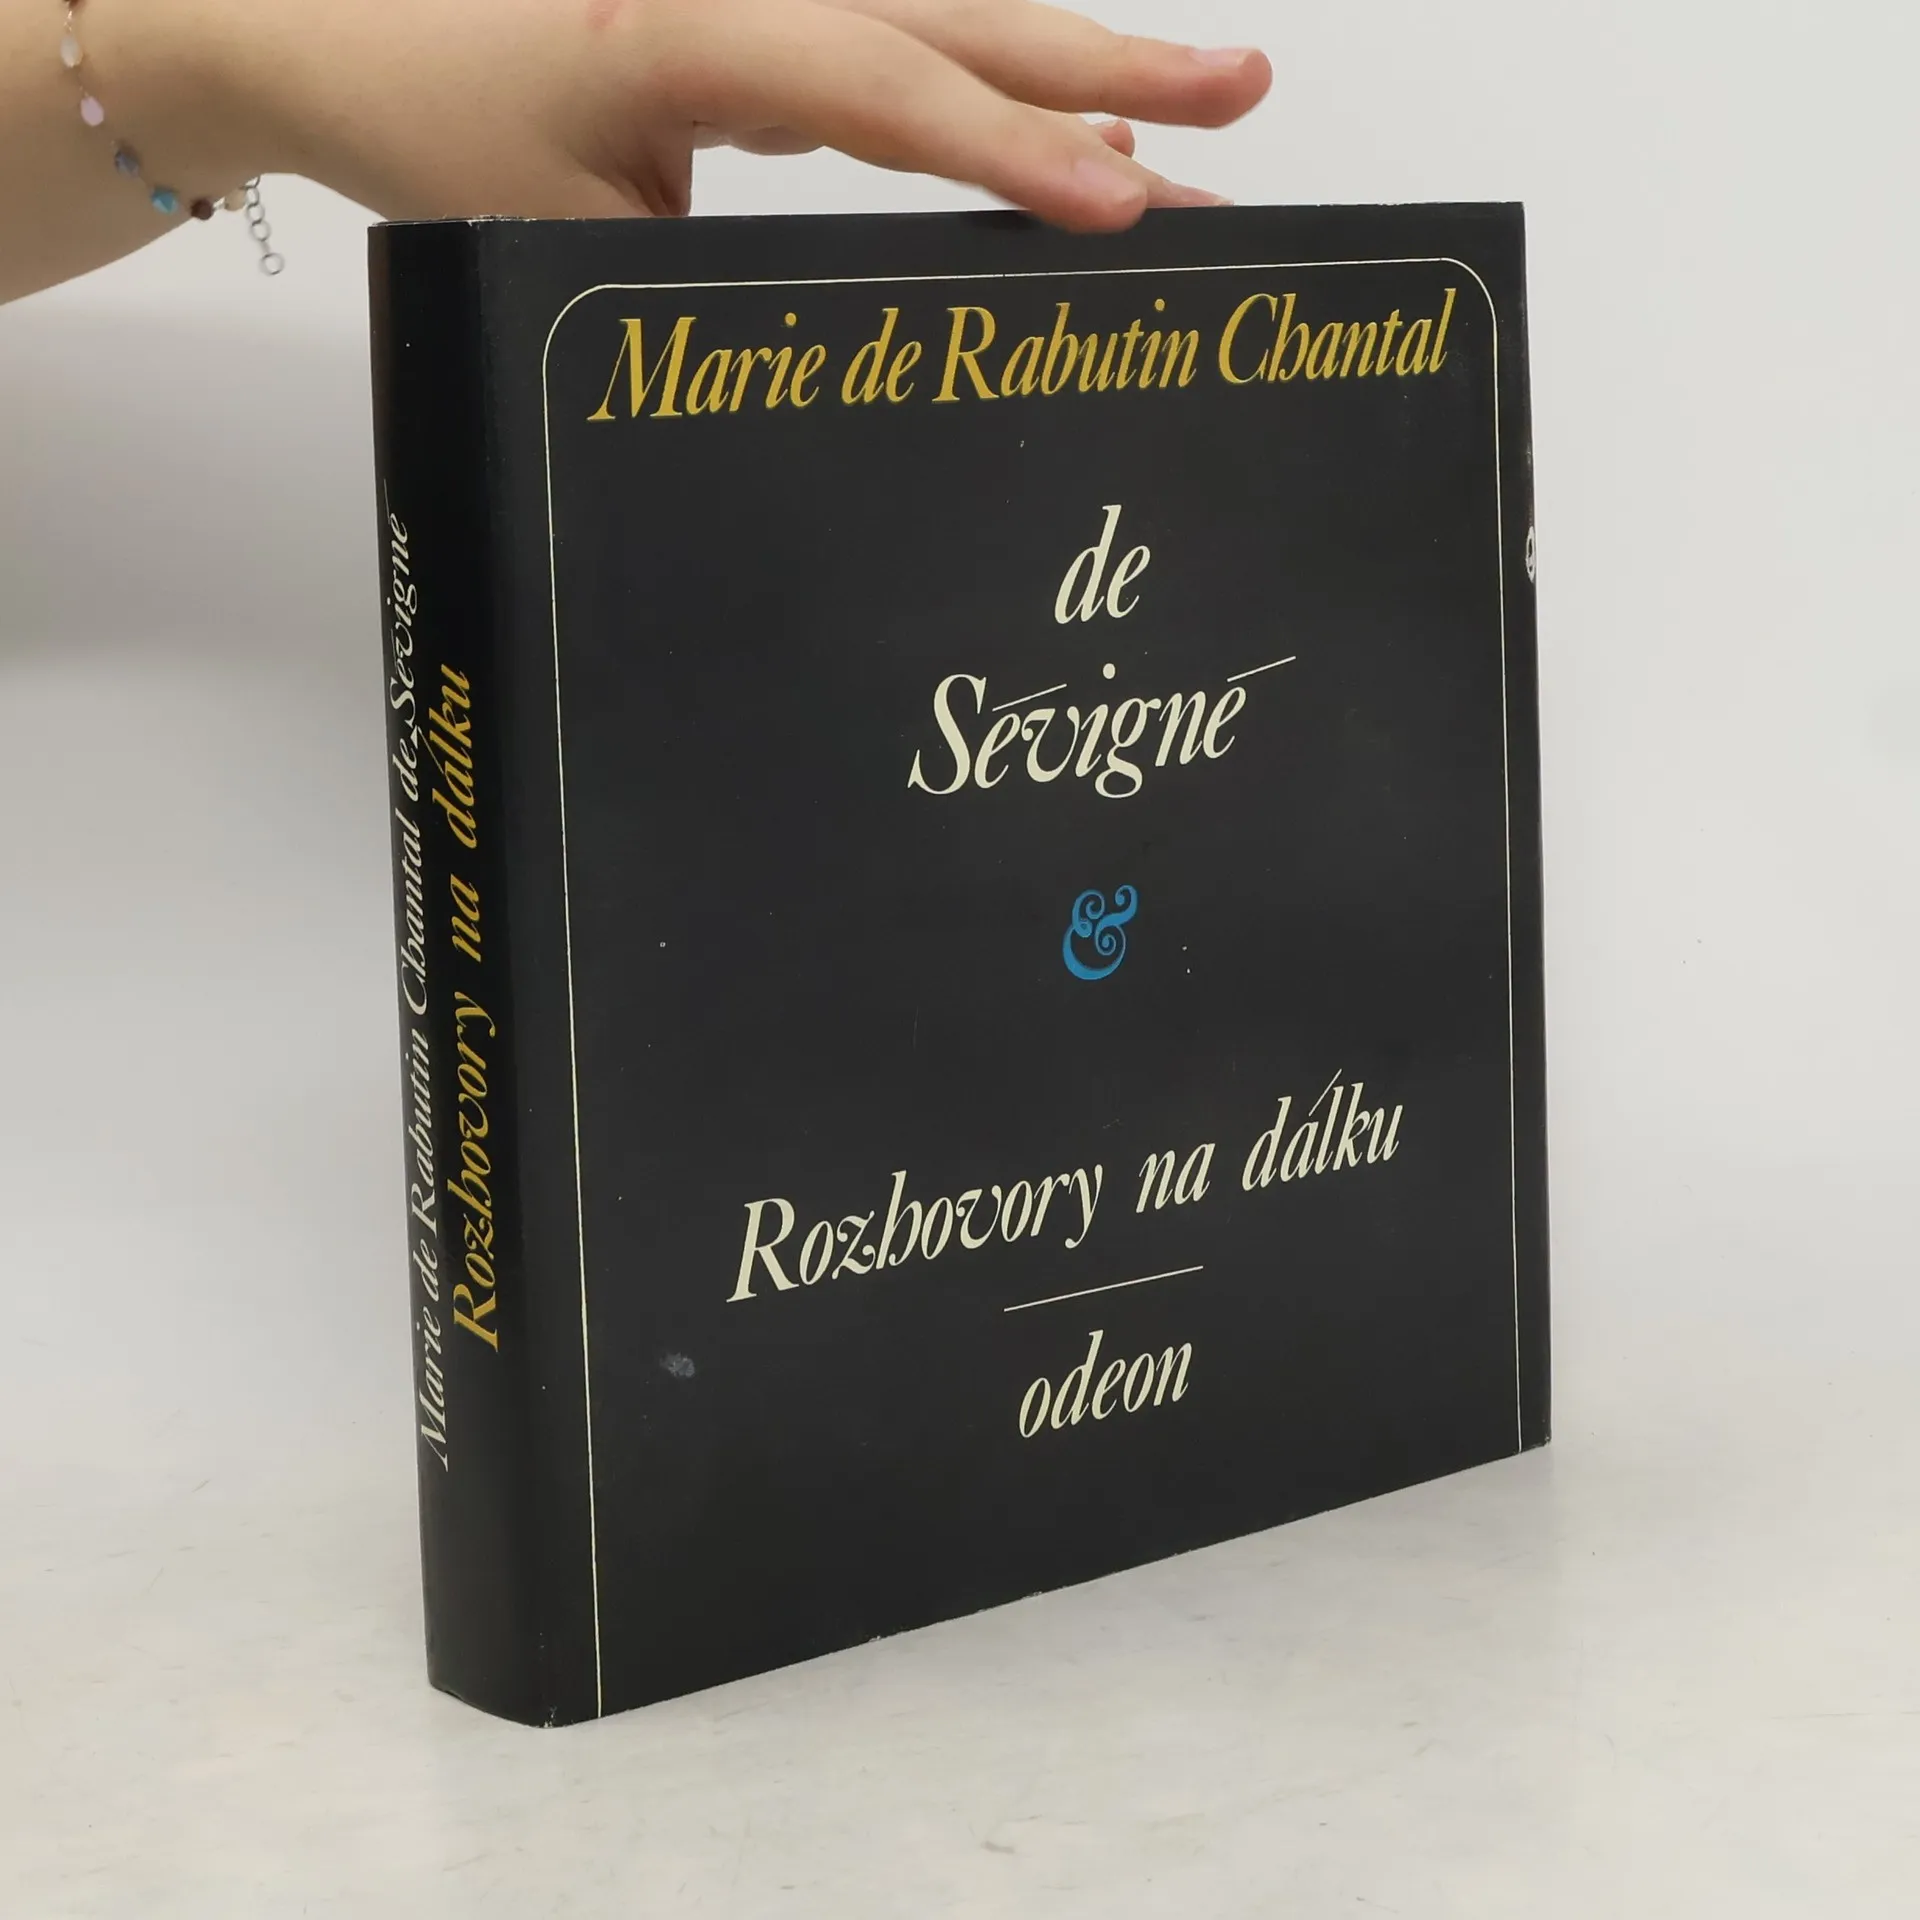 Marie de Rabutin Chantal
de
Sévigné
&
Rozhovory na dálku
odeon
Marie de Rabutin Chantal de Sévigné
Rozhovory na dálku